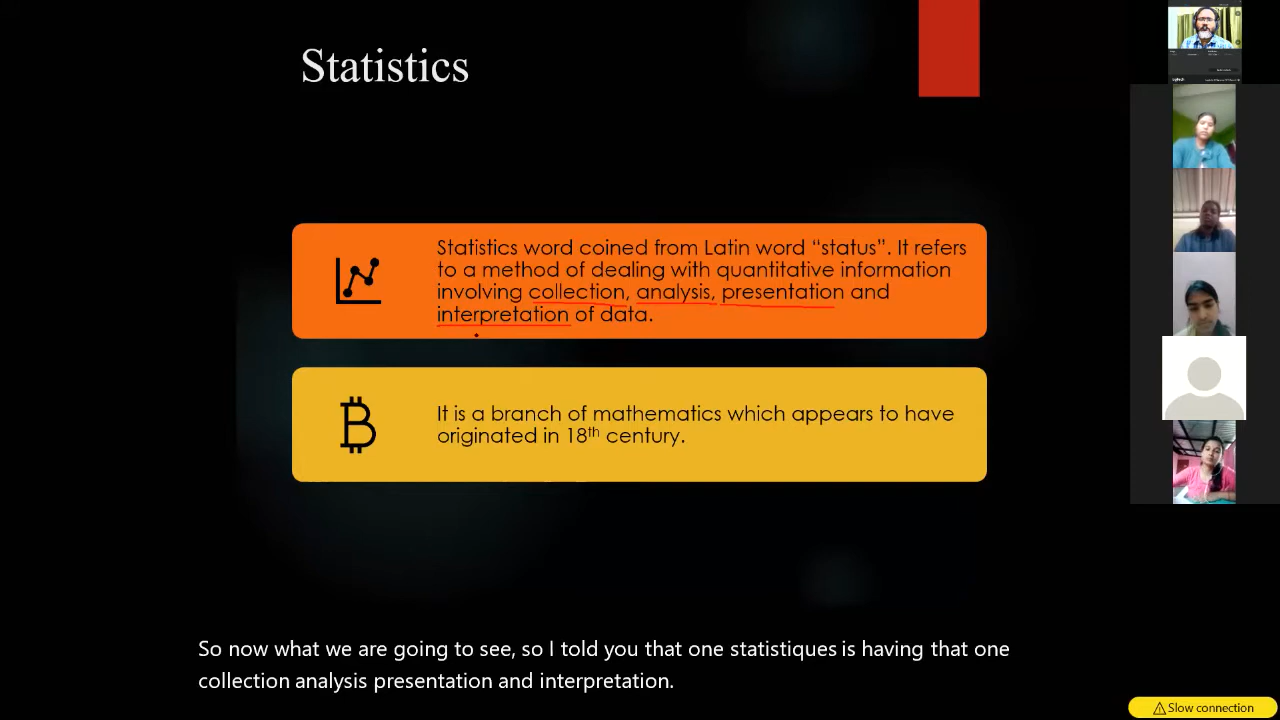 Statistics
Statistics word coined from Latin word “status”. It refers
to a method of dealing with quantitative information
involving collection, analysis, presentation and
interpretation of data.
It is a branch of mathematics which appears to have
originated in 18th century.
So now what we are going to see, so I told you that one statistiques is having that one
collection analysis presentation and interpretation.
Slow connection